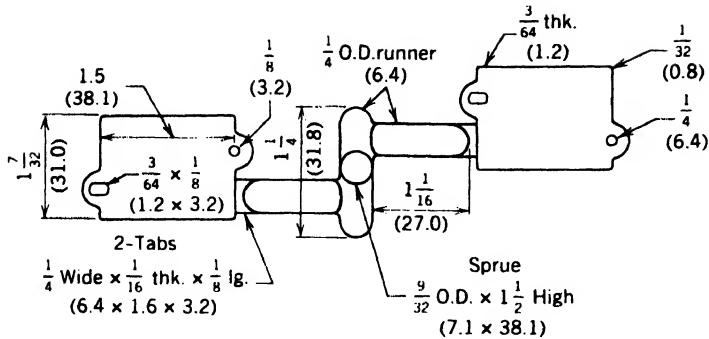 3/64 thk.
(1.2)
1/32
(0.8)
1/8
(3.2)
1/4 O.D. runner
(6.4)
1.5
(38.1)
1/4
(6.4)
1 7/32
(31.0)
1 1/4
(31.8)
3/64 × 1/8
(1.2 × 3.2)
1 1/16
(27.0)
2-Tabs
1/4 Wide × 1/16 thk. × 1/8 lg.
(6.4 × 1.6 × 3.2)
Sprue
9/32 O.D. × 1 1/2 High
(7.1 × 38.1)